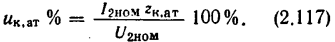 uк.ат % = I2ном zк.ат / U2ном 100%. (2.117)